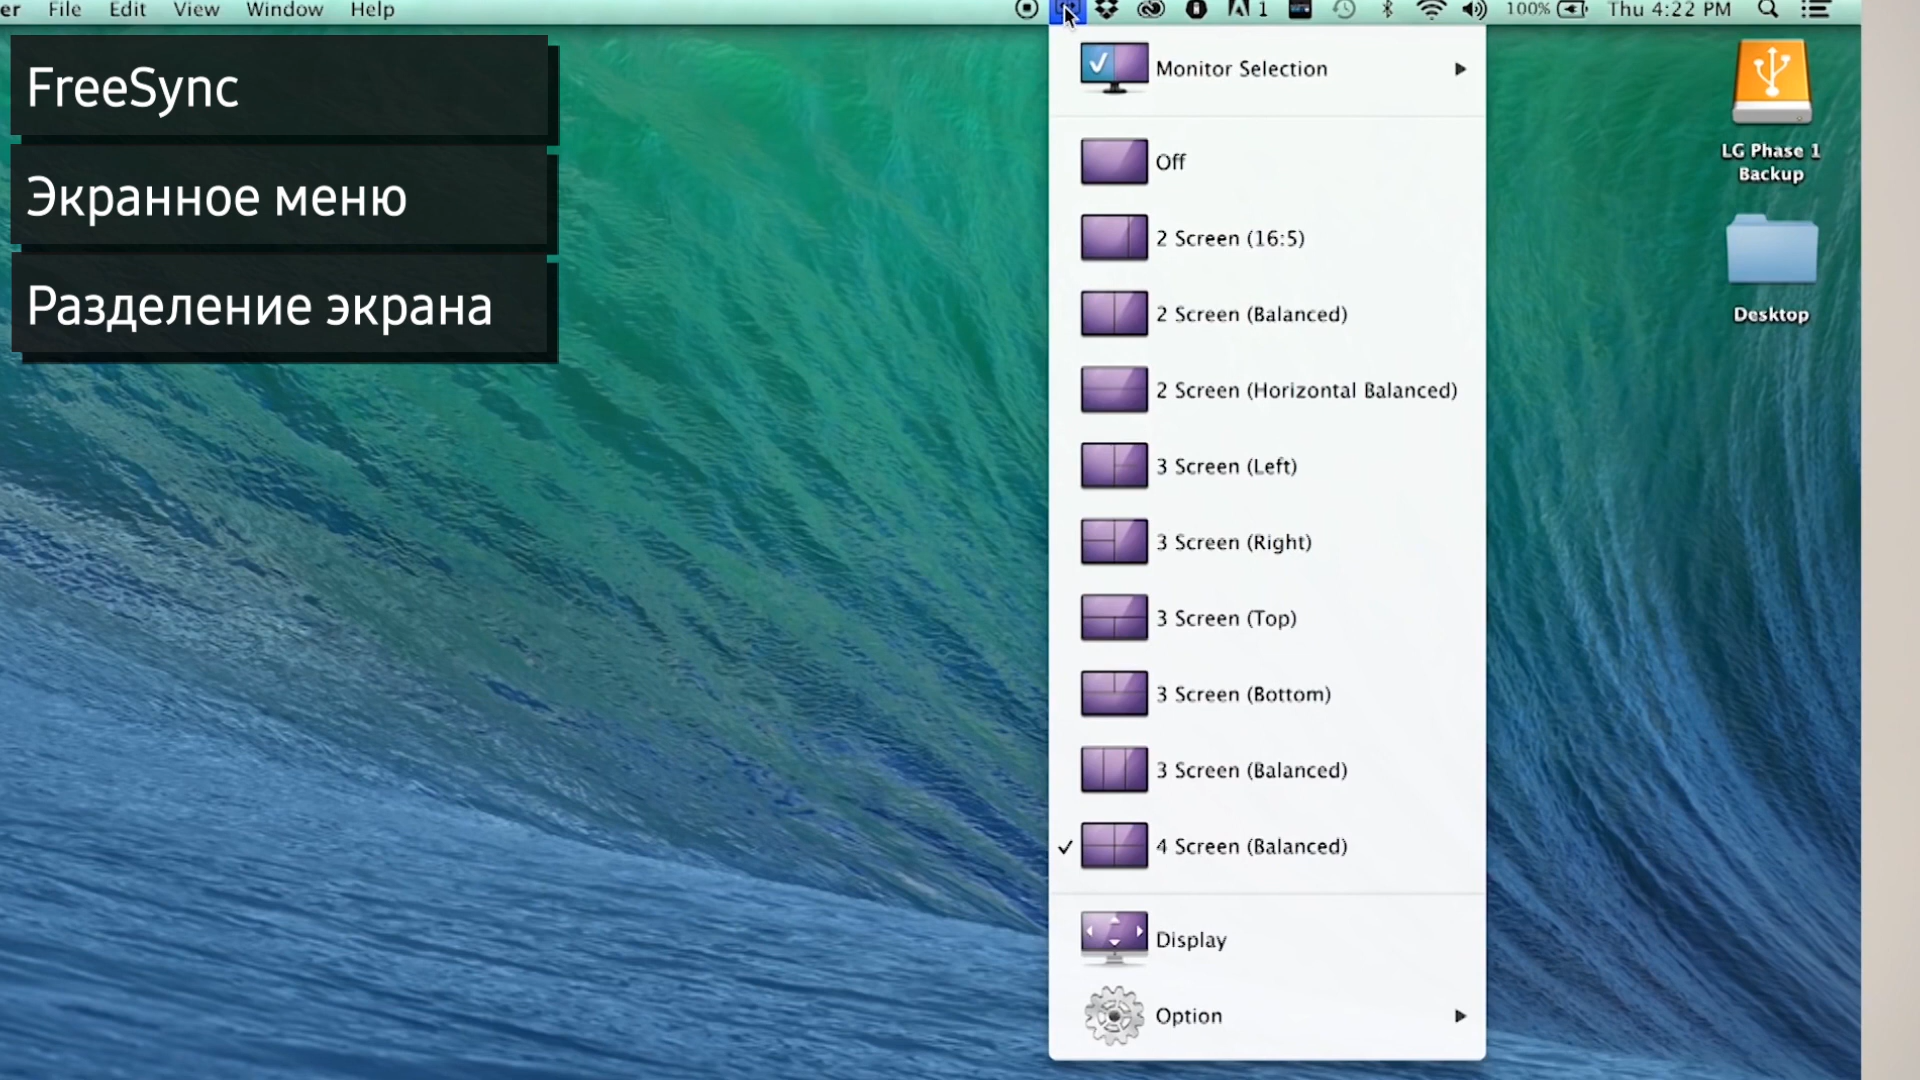 er File Edit View Window Help
1 100% Thu 4:22 PM
FreeSync
Экранное меню
Разделение экрана
Monitor Selection
Off
2 Screen (16:5)
2 Screen (Balanced)
2 Screen (Horizontal Balanced)
3 Screen (Left)
3 Screen (Right)
3 Screen (Top)
3 Screen (Bottom)
3 Screen (Balanced)
4 Screen (Balanced)
Display
Option
LG Phase 1
Backup
Desktop